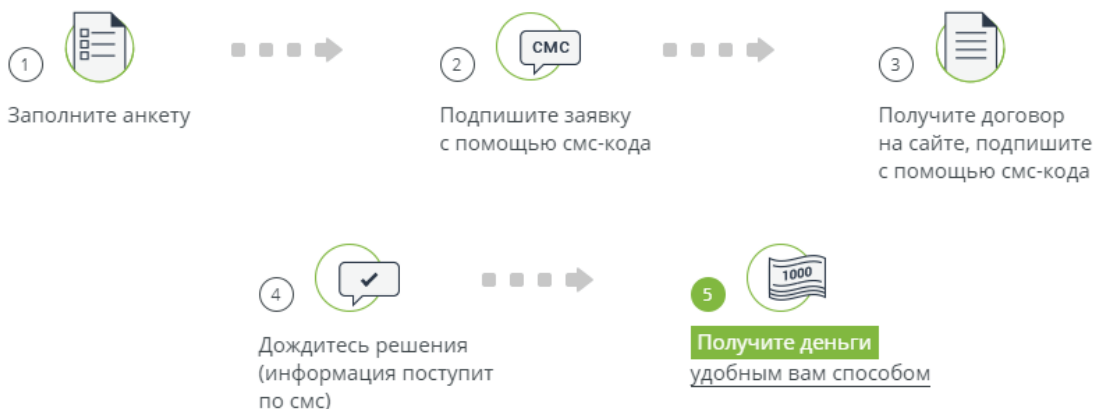 1
Заполните анкету
2
СМС
Подпишите заявку
с помощью смс-кода
3
Получите договор
на сайте, подпишите
с помощью смс-кода
4
Дождитесь решения
(информация поступит
по смс)
5
1000
Получите деньги
удобным вам способом